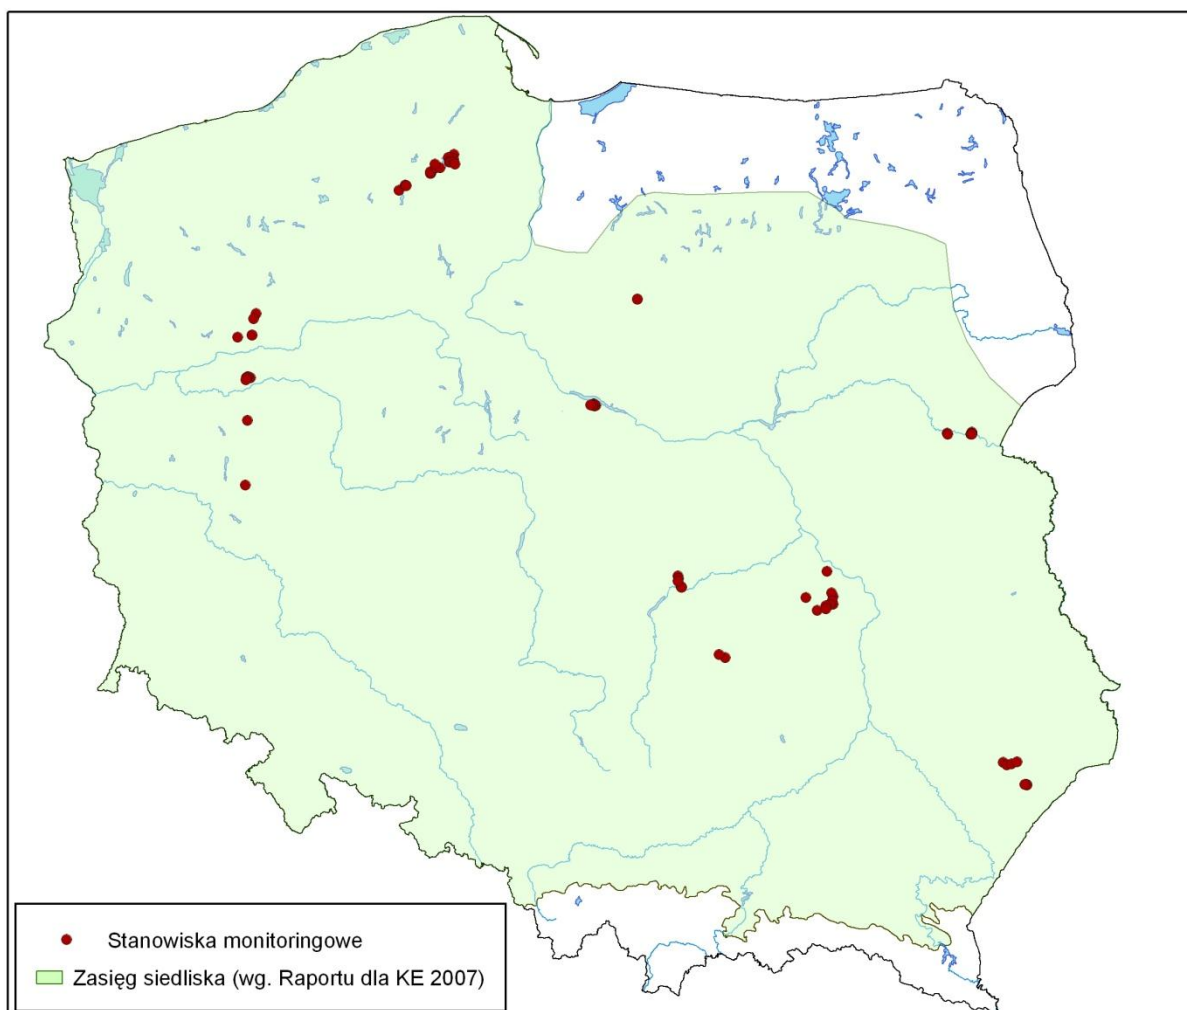 Stanowiska monitoringowe
Zasięg siedliska (wg. Raportu dla KE 2007)